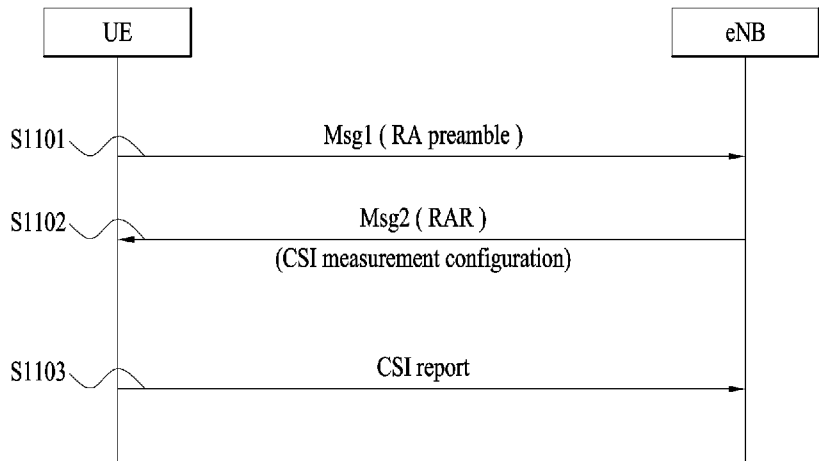 UE
eNB
S1101
Msg1 ( RA preamble )
S1102
Msg2 ( RAR )
(CSI measurement configuration)
S1103
CSI report